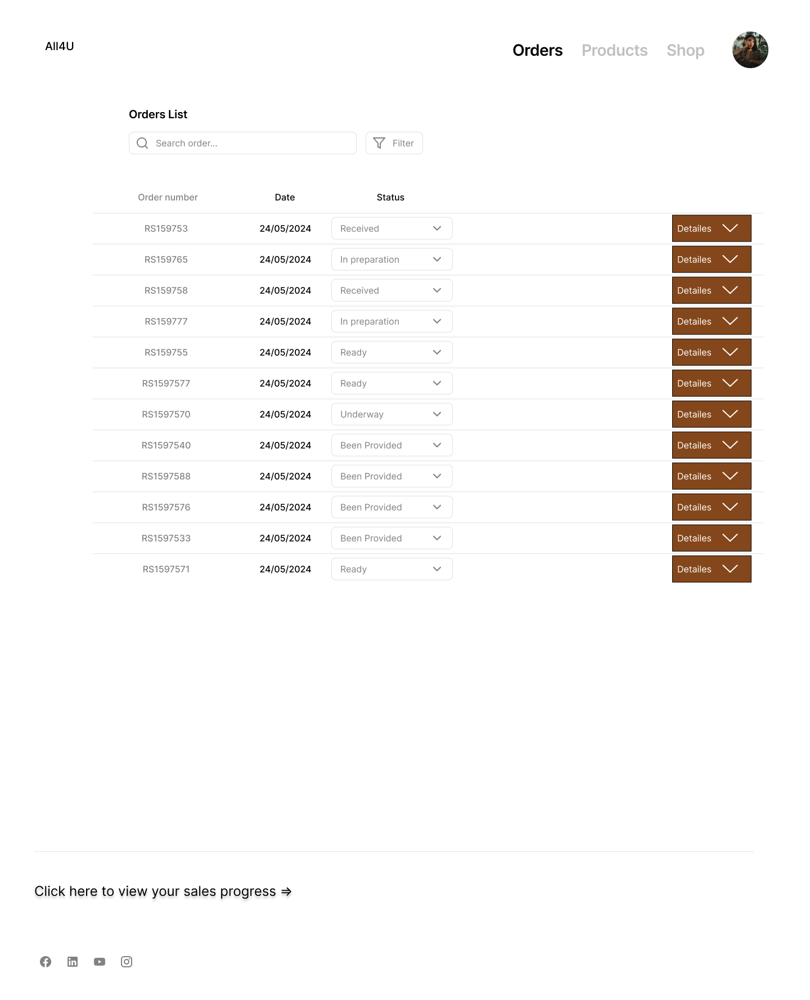 All4U
Orders Products Shop
Orders List
Search order...
Filter
Order number Date Status
RS159753 24/05/2024 Received Detailes
RS159765 24/05/2024 In preparation Detailes
RS159758 24/05/2024 Received Detailes
RS159777 24/05/2024 In preparation Detailes
RS159755 24/05/2024 Ready Detailes
RS1597577 24/05/2024 Ready Detailes
RS1597570 24/05/2024 Underway Detailes
RS1597540 24/05/2024 Been Provided Detailes
RS1597588 24/05/2024 Been Provided Detailes
RS1597576 24/05/2024 Been Provided Detailes
RS1597533 24/05/2024 Been Provided Detailes
RS1597571 24/05/2024 Ready Detailes
Click here to view your sales progress ⇒